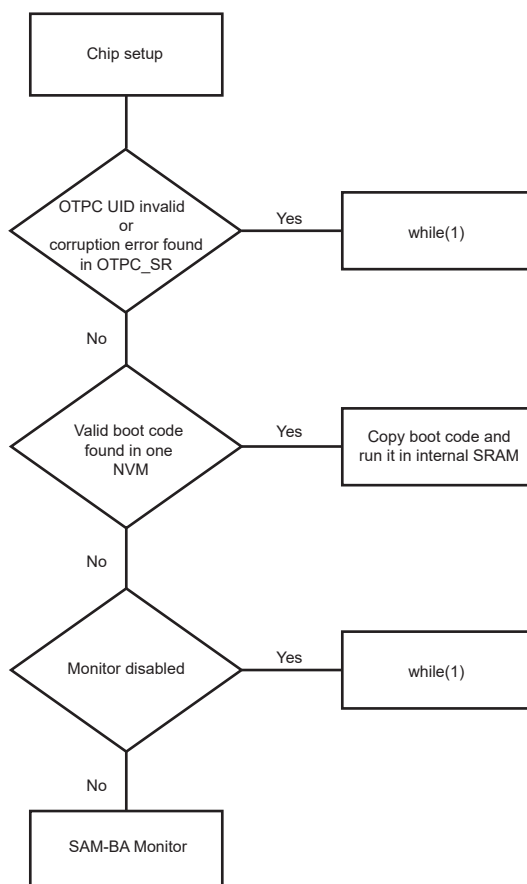 Chip setup
OTPC UID invalid
or
corruption error found
in OTPC_SR
Yes
while(1)
No
Valid boot code
found in one
NVM
Yes
Copy boot code and
run it in internal SRAM
No
Monitor disabled
Yes
while(1)
No
SAM-BA Monitor